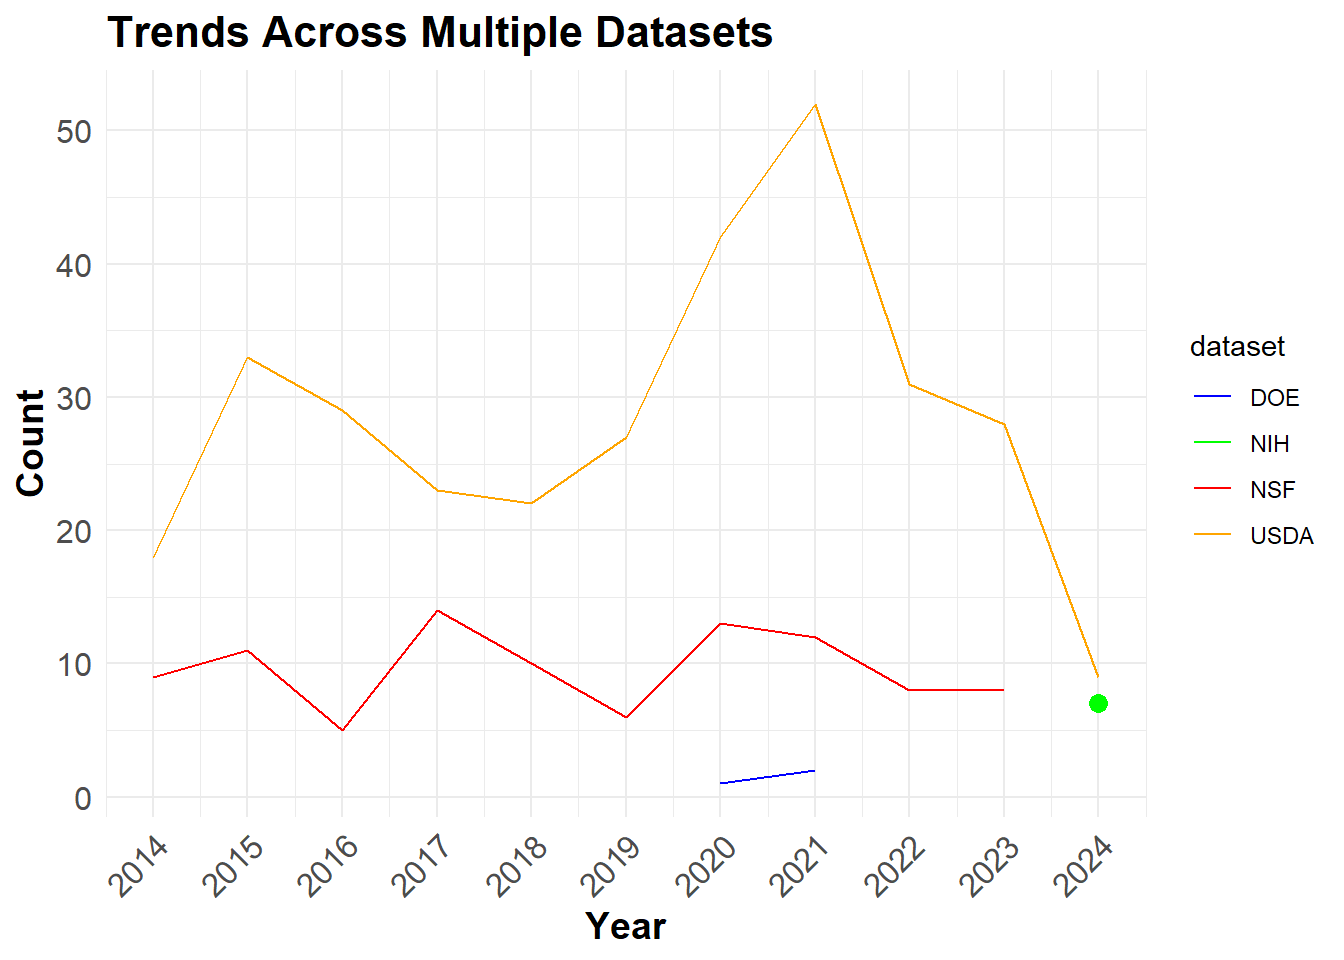 Trends Across Multiple Datasets
50
40
30
20
10
0
Count
2014 2015 2016 2017 2018 2019 2020 2021 2022 2023 2024
Year
dataset
DOE
NIH
NSF
USDA